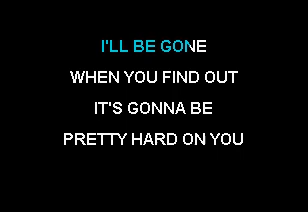 I'LL BE GONE
WHEN YOU FIND OUT
IT'S GONNA BE
PRETTY HARD ON YOU